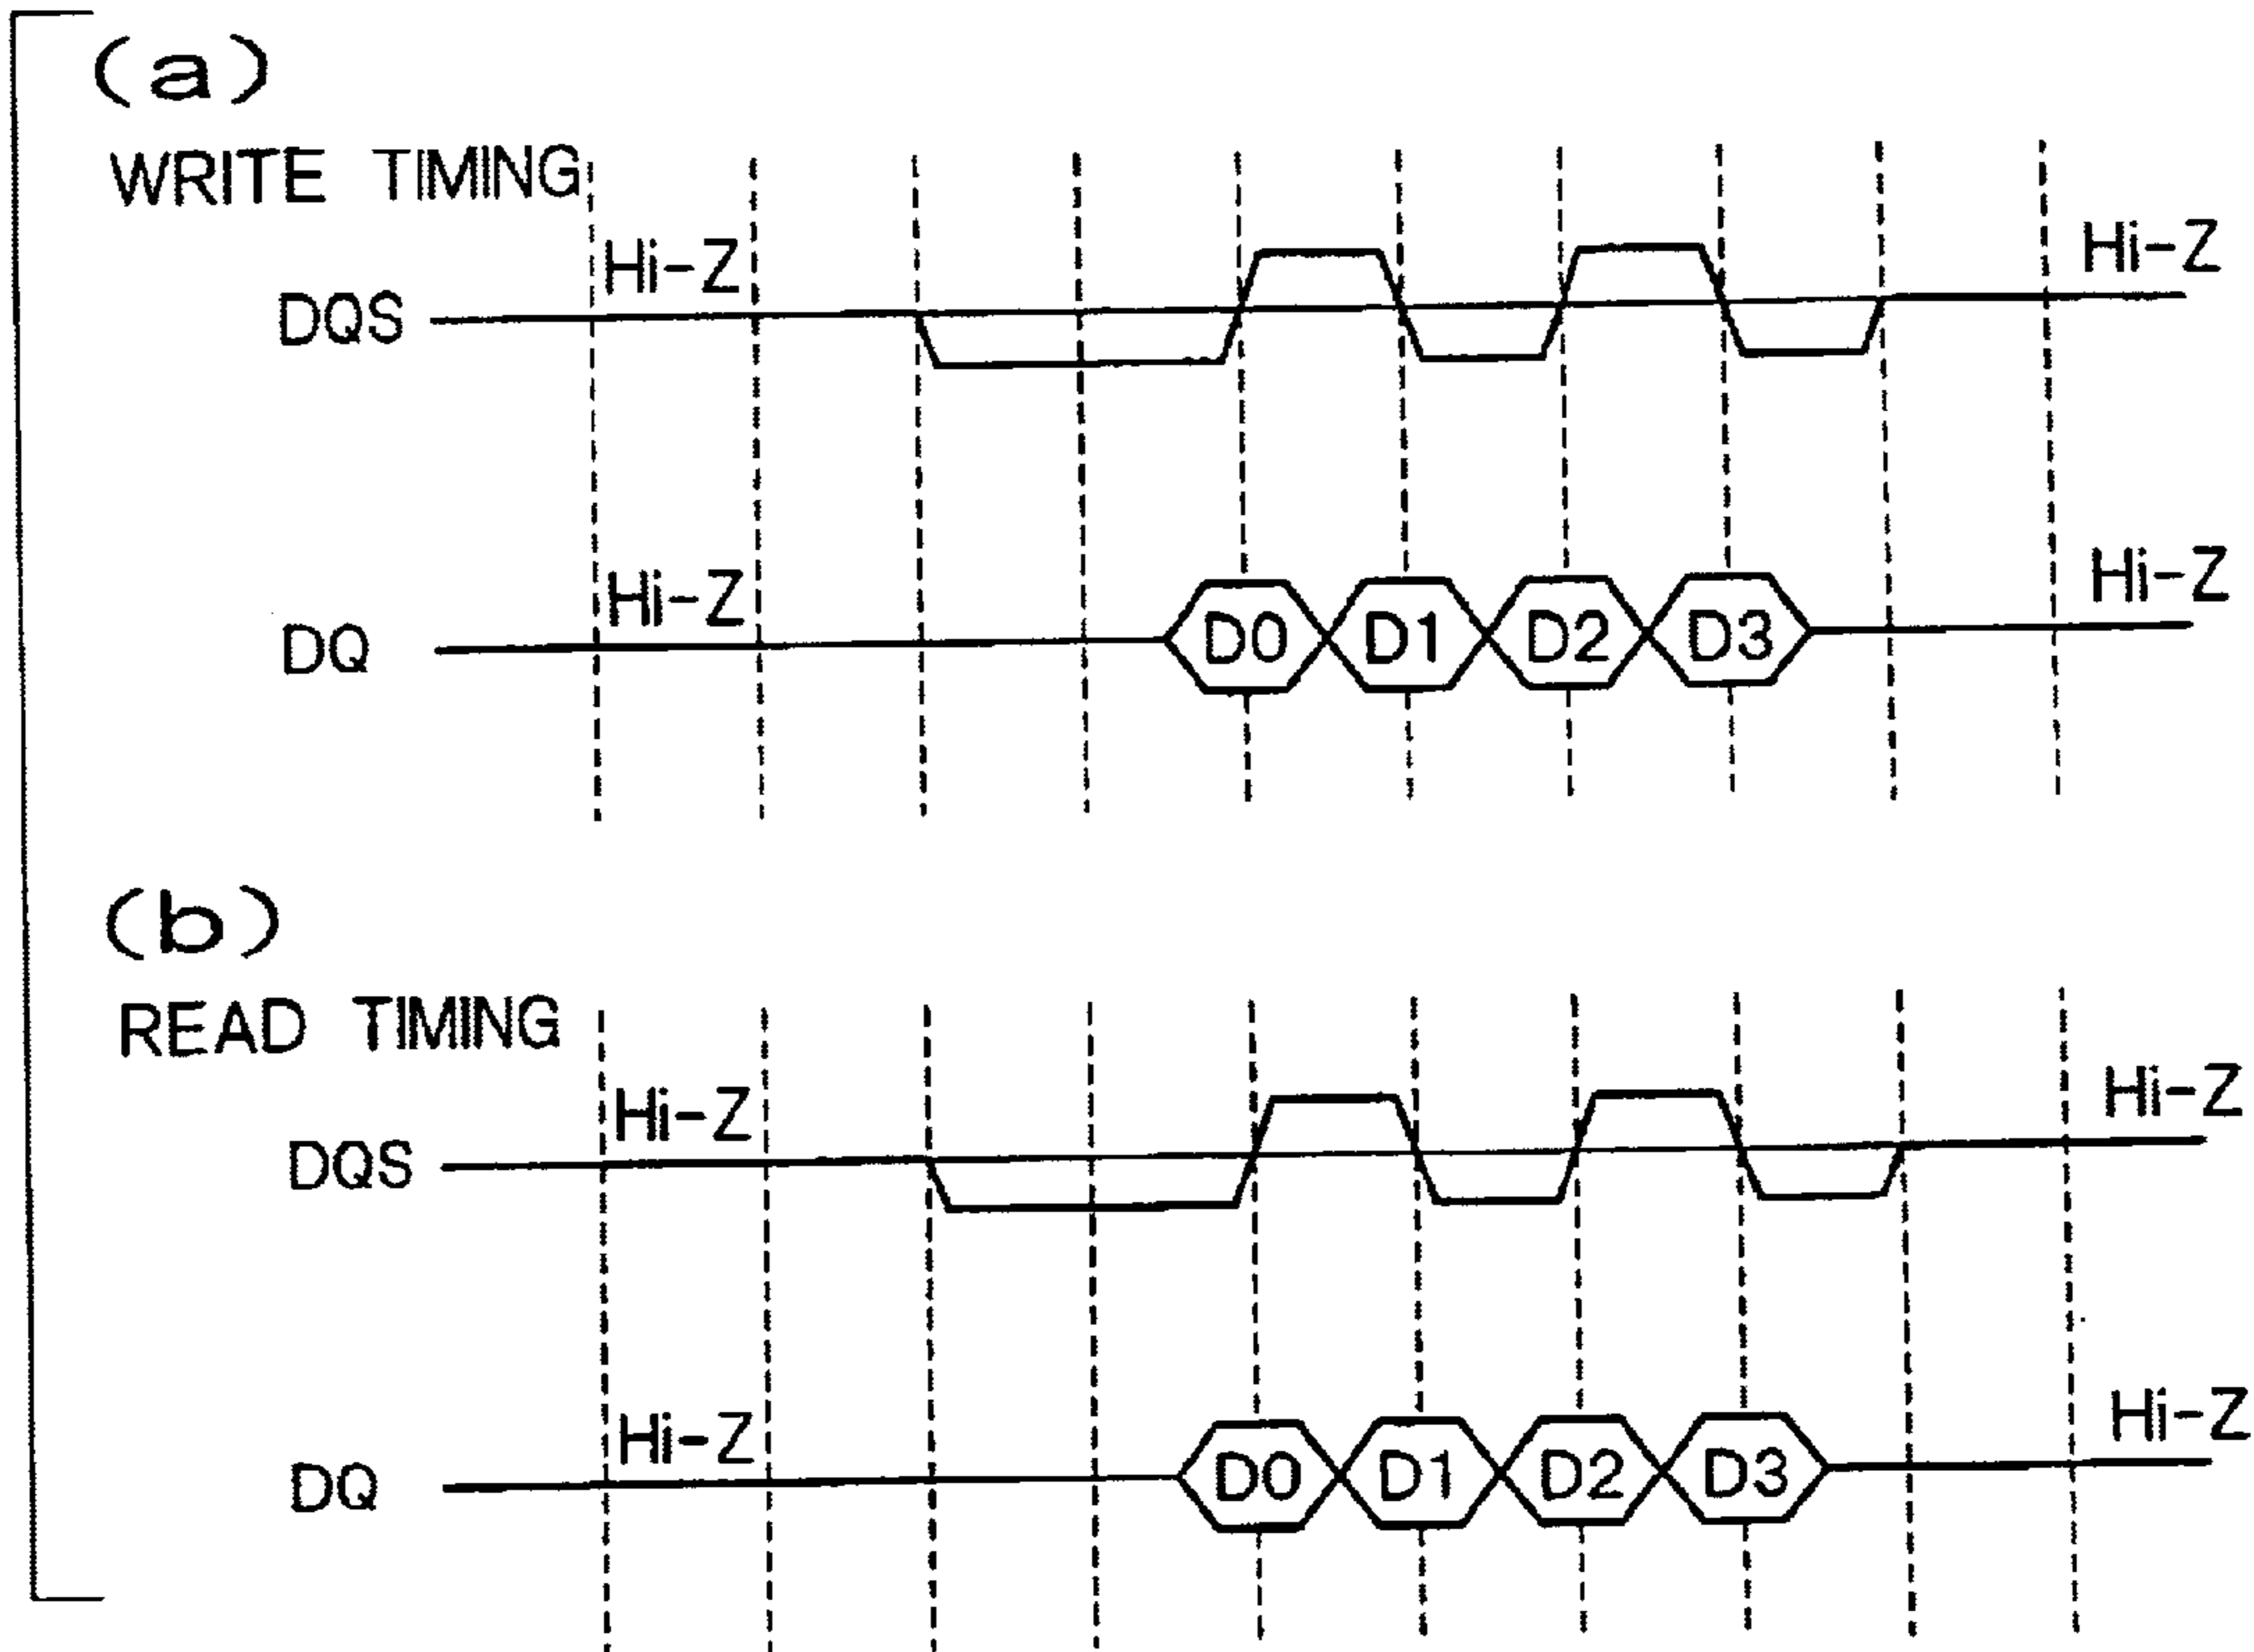 (a)
WRITE TIMING
Hi-Z Hi-Z
DQS
Hi-Z Hi-Z
DQ D0 D1 D2 D3
(b)
READ TIMING
Hi-Z Hi-Z
DQS
Hi-Z Hi-Z
DQ D0 D1 D2 D3